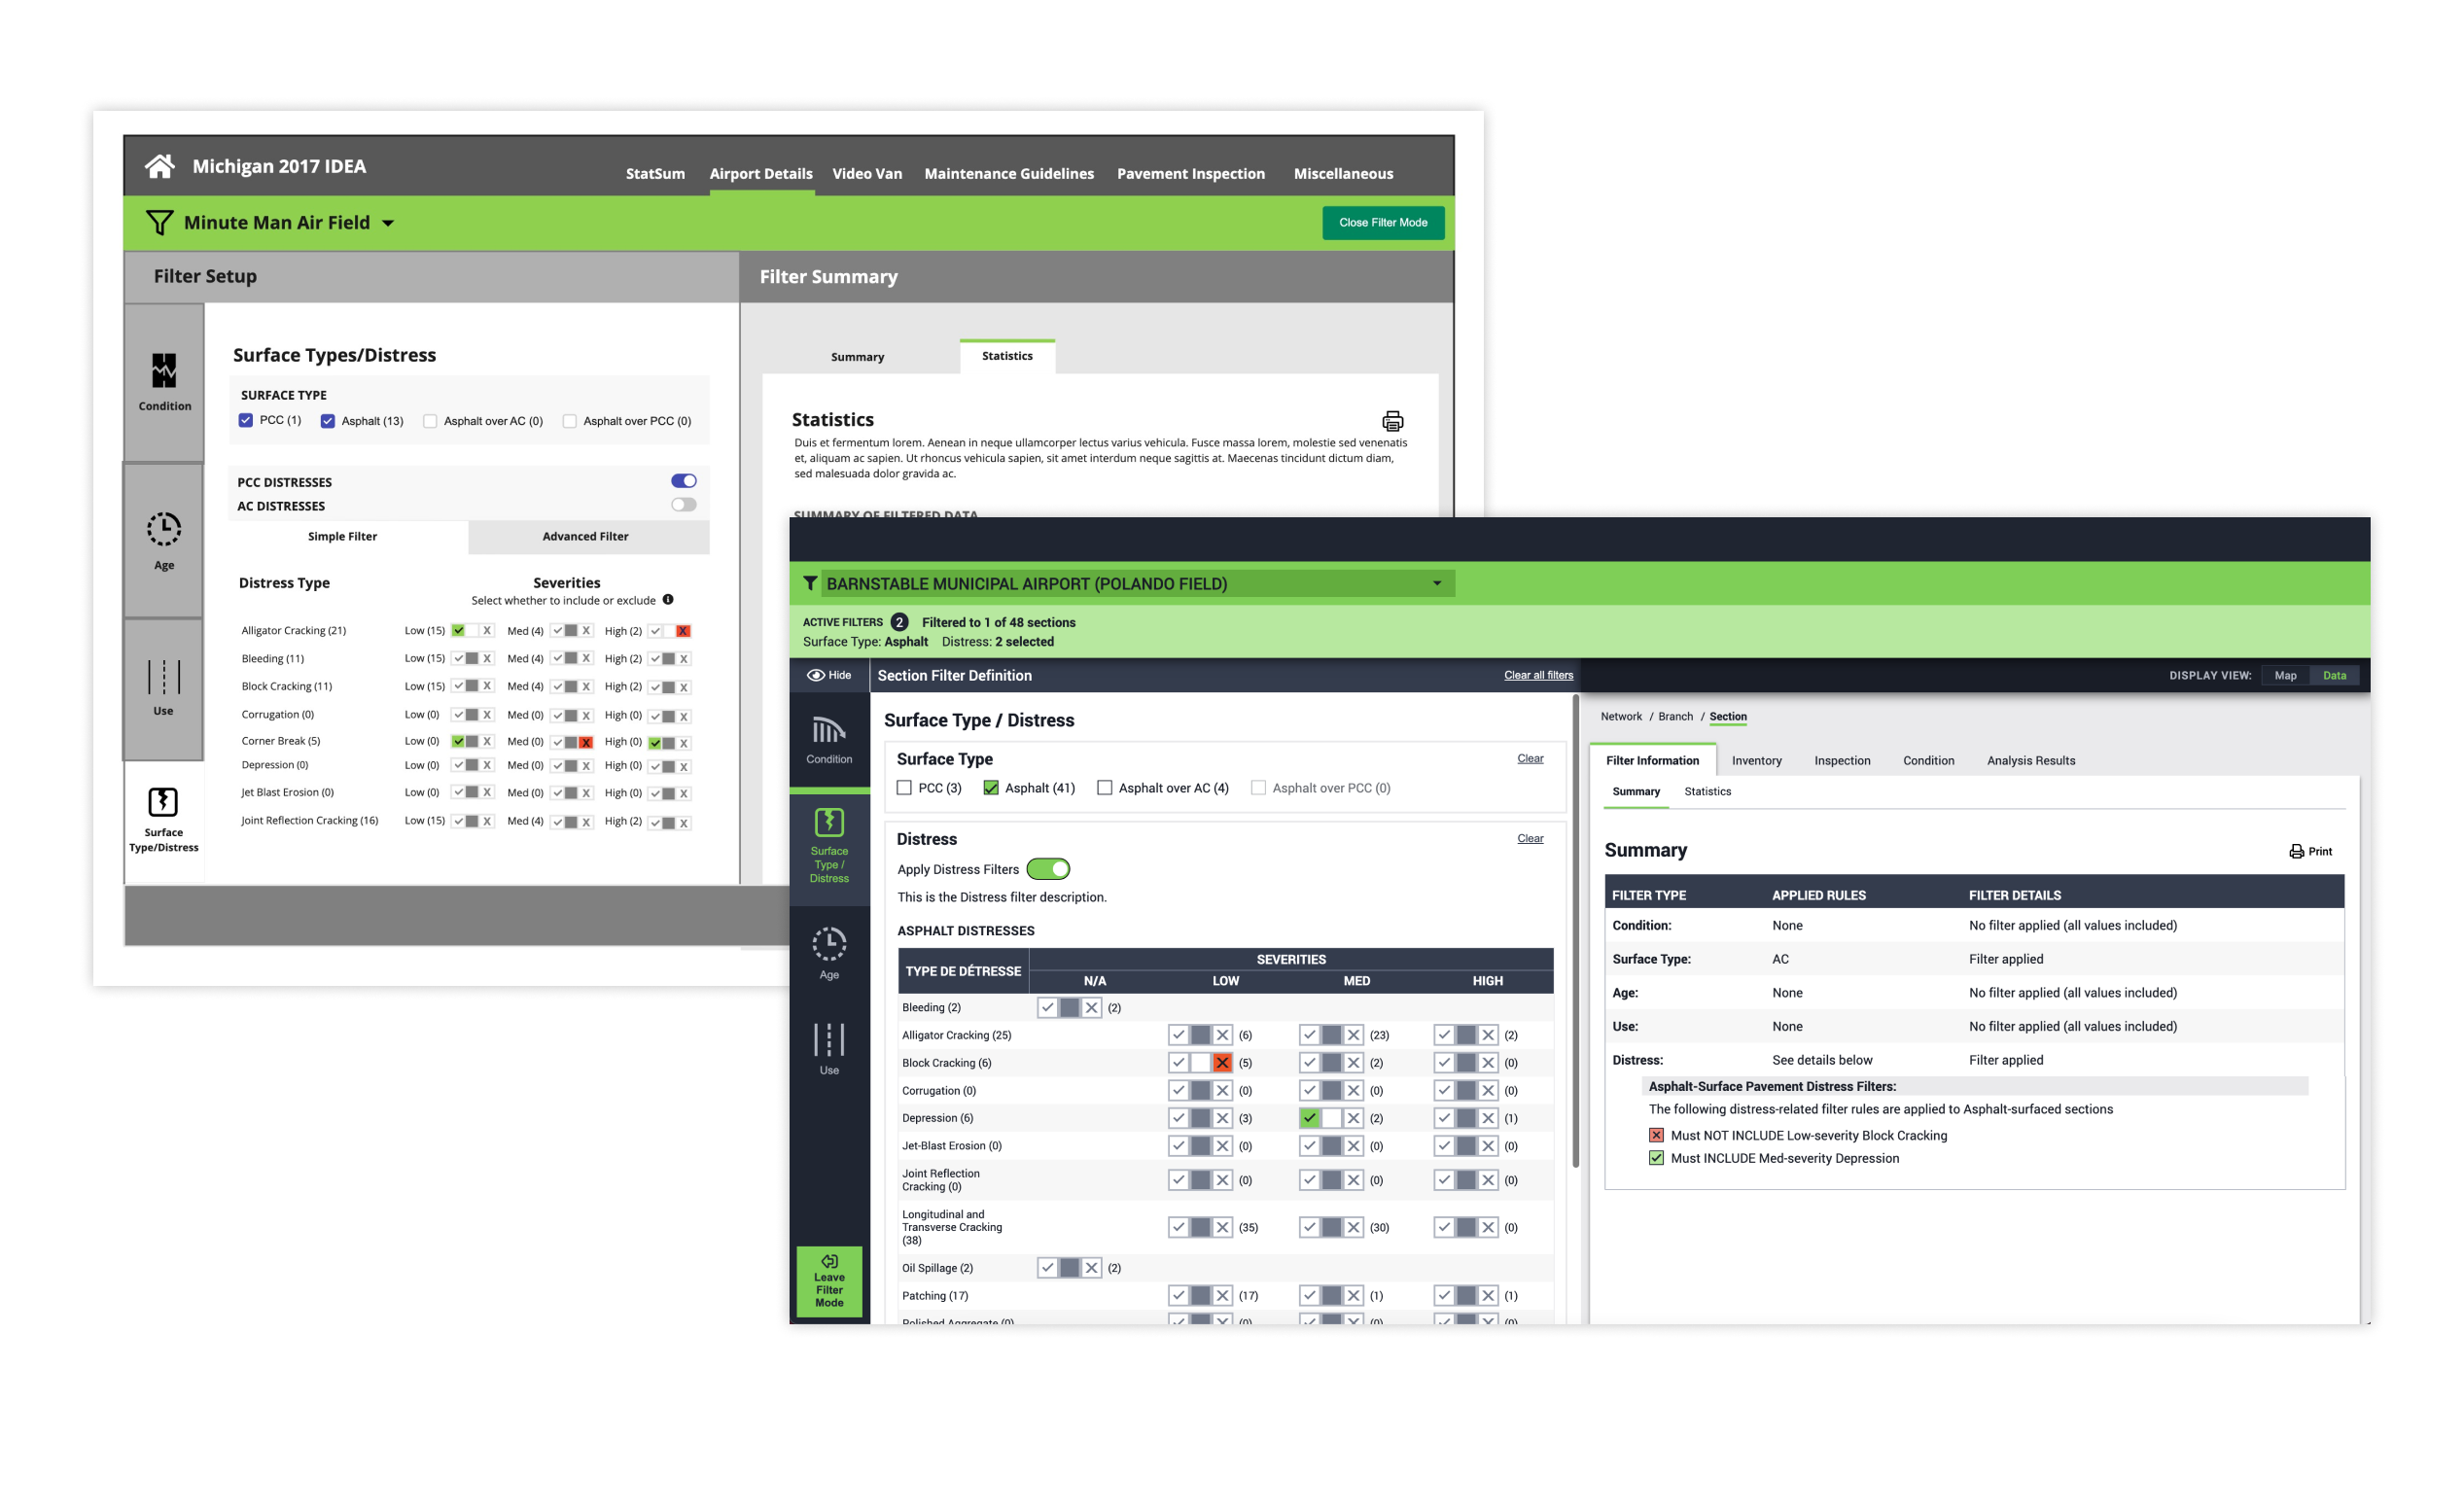 Michigan 2017 IDEA
StatSum Airport Details Video Van Maintenance Guidelines Pavement Inspection Miscellaneous
Minute Man Air Field
Close Filter Mode
Filter Setup
Filter Summary
Condition
Age
Use
Surface
Type/Distress
Surface Types/Distress
SURFACE TYPE
PCC (1) Asphalt (13) Asphalt over AC (0) Asphalt over PCC (0)
PCC DISTRESSES
AC DISTRESSES
Simple Filter Advanced Filter
Distress Type Severities
Select whether to include or exclude
Alligator Cracking (21) Low (15) X Med (4) X High (2) X
Bleeding (11) Low (15) X Med (4) X High (2) X
Block Cracking (11) Low (15) X Med (4) X High (2) X
Corrugation (0) Low (0) X Med (0) X High (0) X
Corner Break (5) Low (0) X Med (0) X High (0) X
Depression (0) Low (0) X Med (0) X High (0) X
Jet Blast Erosion (0) Low (0) X Med (0) X High (0) X
Joint Reflection Cracking (16) Low (15) X Med (4) X High (2) X
Summary Statistics
Statistics
Duis et fermentum lorem. Aenean in neque ullamcorper lectus varius vehicula. Fusce massa lorem, molestie sed venenatis
et, aliquam ac sapien. Ut rhoncus vehicula sapien, sit amet interdum neque sagittis at. Maecenas tincidunt dictum diam,
sed malesuada dolor gravida ac.
SUMMARY OF FILTERED DATA
BARNSTABLE MUNICIPAL AIRPORT (POLANDO FIELD)
ACTIVE FILTERS 2 Filtered to 1 of 48 sections
Surface Type: Asphalt Distress: 2 selected
Hide
Section Filter Definition
Clear all filters
DISPLAY VIEW: Map Data
Condition
Surface
Type /
Distress
Age
Use
Leave
Filter
Mode
Surface Type / Distress
Surface Type Clear
PCC (3) Asphalt (41) Asphalt over AC (4) Asphalt over PCC (0)
Distress Clear
Apply Distress Filters
This is the Distress filter description.
ASPHALT DISTRESSES
TYPE DE DÉTRESSE SEVERITIES
N/A LOW MED HIGH
Bleeding (2) (2)
Alligator Cracking (25) (6) (23) (2)
Block Cracking (6) (5) (2) (0)
Corrugation (0) (0) (0) (0)
Depression (6) (3) (2) (1)
Jet-Blast Erosion (0) (0) (0) (0)
Joint Reflection
Cracking (0) (0) (0) (0)
Longitudinal and
Transverse Cracking (35) (30) (0)
(38)
Oil Spillage (2) (2)
Patching (17) (17) (1) (1)
Polished Aggregate (0) (0) (0) (0)
Network / Branch / Section
Filter Information Inventory Inspection Condition Analysis Results
Summary Statistics
Summary Print
FILTER TYPE APPLIED RULES FILTER DETAILS
Condition: None No filter applied (all values included)
Surface Type: AC Filter applied
Age: None No filter applied (all values included)
Use: None No filter applied (all values included)
Distress: See details below Filter applied
Asphalt-Surface Pavement Distress Filters:
The following distress-related filter rules are applied to Asphalt-surfaced sections
Must NOT INCLUDE Low-severity Block Cracking
Must INCLUDE Med-severity Depression